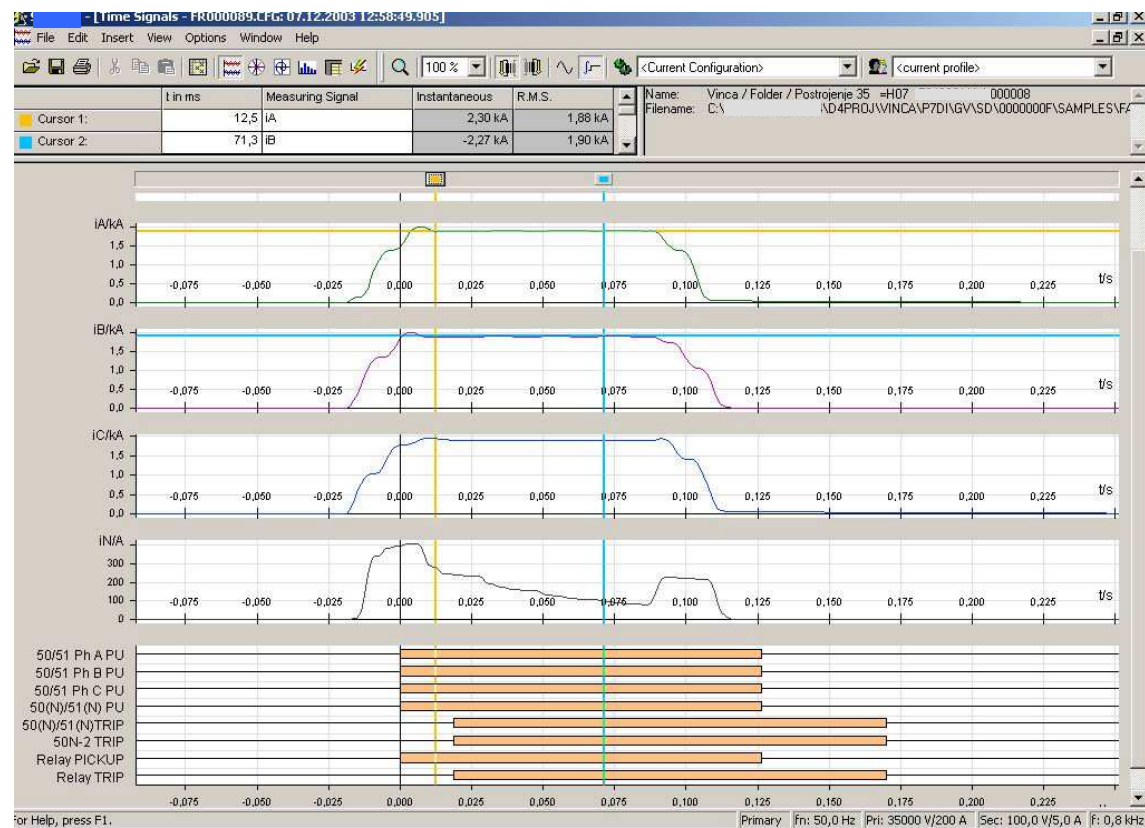 - [Time Signals - FR000089.CFG: 07.12.2003 12:58:49.905]
File Edit Insert View Options Window Help
100 % <Current Configuration> <current profile>
t in ms Measuring Signal Instantaneous R.M.S.
Cursor 1: 12,5 iA 2,30 kA 1,88 kA
Cursor 2: 71,3 iB -2,27 kA 1,90 kA
Name: Vinca / Folder / Postrojenje 35 =H07 000008
Filename: C:\ \D4PROJ\VINCA\P7DI\GV\SD\0000000F\SAMPLES\FA
iA/kA
1,5
1,0
0,5
0,0
-0,075 -0,050 -0,025 0,000 0,025 0,050 0,075 0,100 0,125 0,150 0,175 0,200 0,225 t/s
iB/kA
1,5
1,0
0,5
0,0
-0,075 -0,050 -0,025 0,000 0,025 0,050 0,075 0,100 0,125 0,150 0,175 0,200 0,225 t/s
iC/kA
1,5
1,0
0,5
0,0
-0,075 -0,050 -0,025 0,000 0,025 0,050 0,075 0,100 0,125 0,150 0,175 0,200 0,225 t/s
iN/A
300
200
100
0
-0,075 -0,050 -0,025 0,000 0,025 0,050 0,075 0,100 0,125 0,150 0,175 0,200 0,225 t/s
50/51 Ph A PU
50/51 Ph B PU
50/51 Ph C PU
50(N)/51(N) PU
50(N)/51(N)TRIP
50N-2 TRIP
Relay PICKUP
Relay TRIP
-0,075 -0,050 -0,025 0,000 0,025 0,050 0,075 0,100 0,125 0,150 0,175 0,200 0,225
For Help, press F1. Primary fn: 50,0 Hz Pri: 35000 V/200 A Sec: 100,0 V/5,0 A f: 0,8 kHz